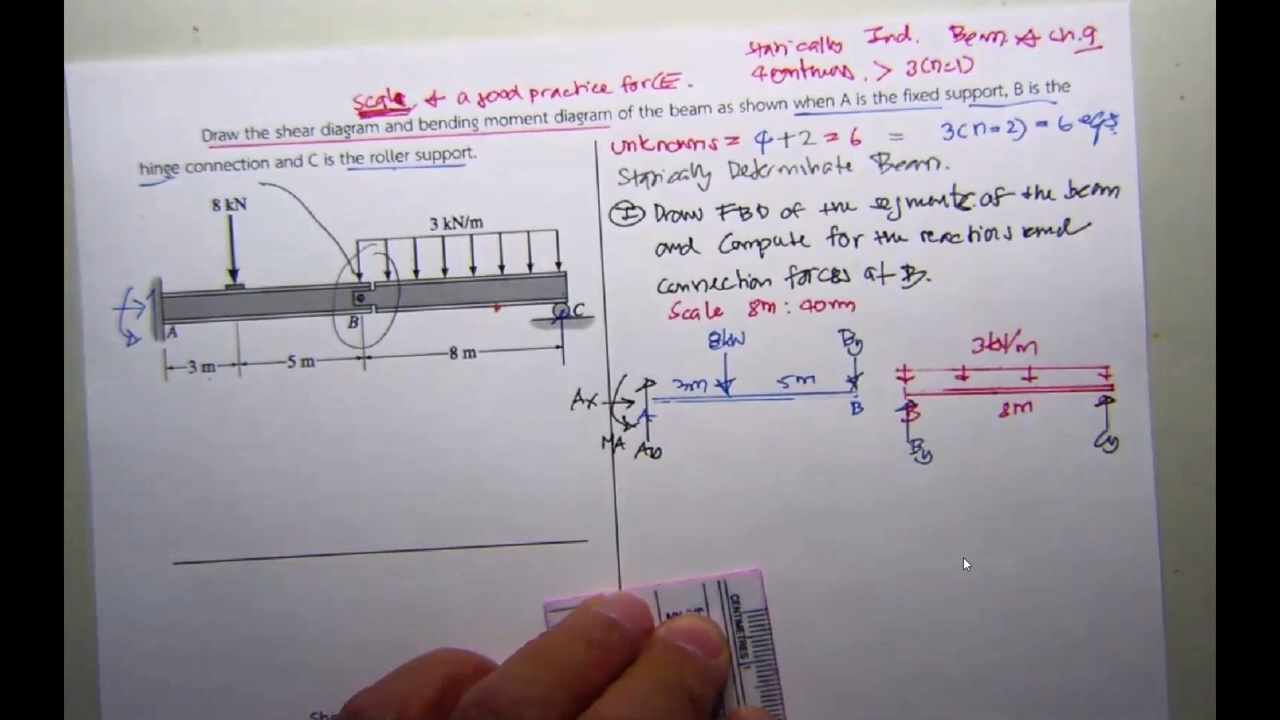 Statically Ind. Beam ch.9
4 unknowns > 3(n=1)
scale & a good practice for CE.
Draw the shear diagram and bending moment diagram of the beam as shown when A is the fixed support, B is the
hinge connection and C is the roller support.
unknowns = 4+2 = 6 = 3(n=2) = 6 eqs
Statically Determinate Beam.
I Draw FBD of the segments of the beam
and Compute for the reactions and
connection forces at B.
Scale 8m : 40mm
8 kN
3 kN/m
A
B
C
3 m
5 m
8 m
8kN
By
3kN/m
3m
5m
Ax
A
B
MA
Ay
B
8m
By
Cy
CENTIMETRES